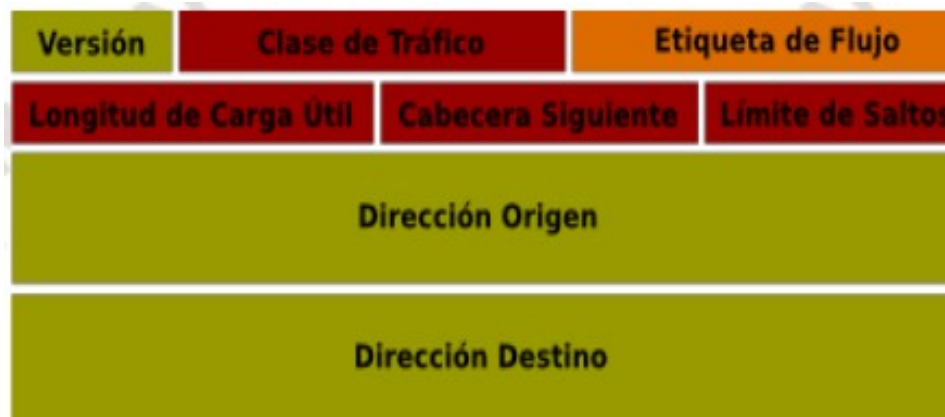 Versión Clase de Tráfico Etiqueta de Flujo
Longitud de Carga Útil Cabecera Siguiente Límite de Saltos
Dirección Origen
Dirección Destino